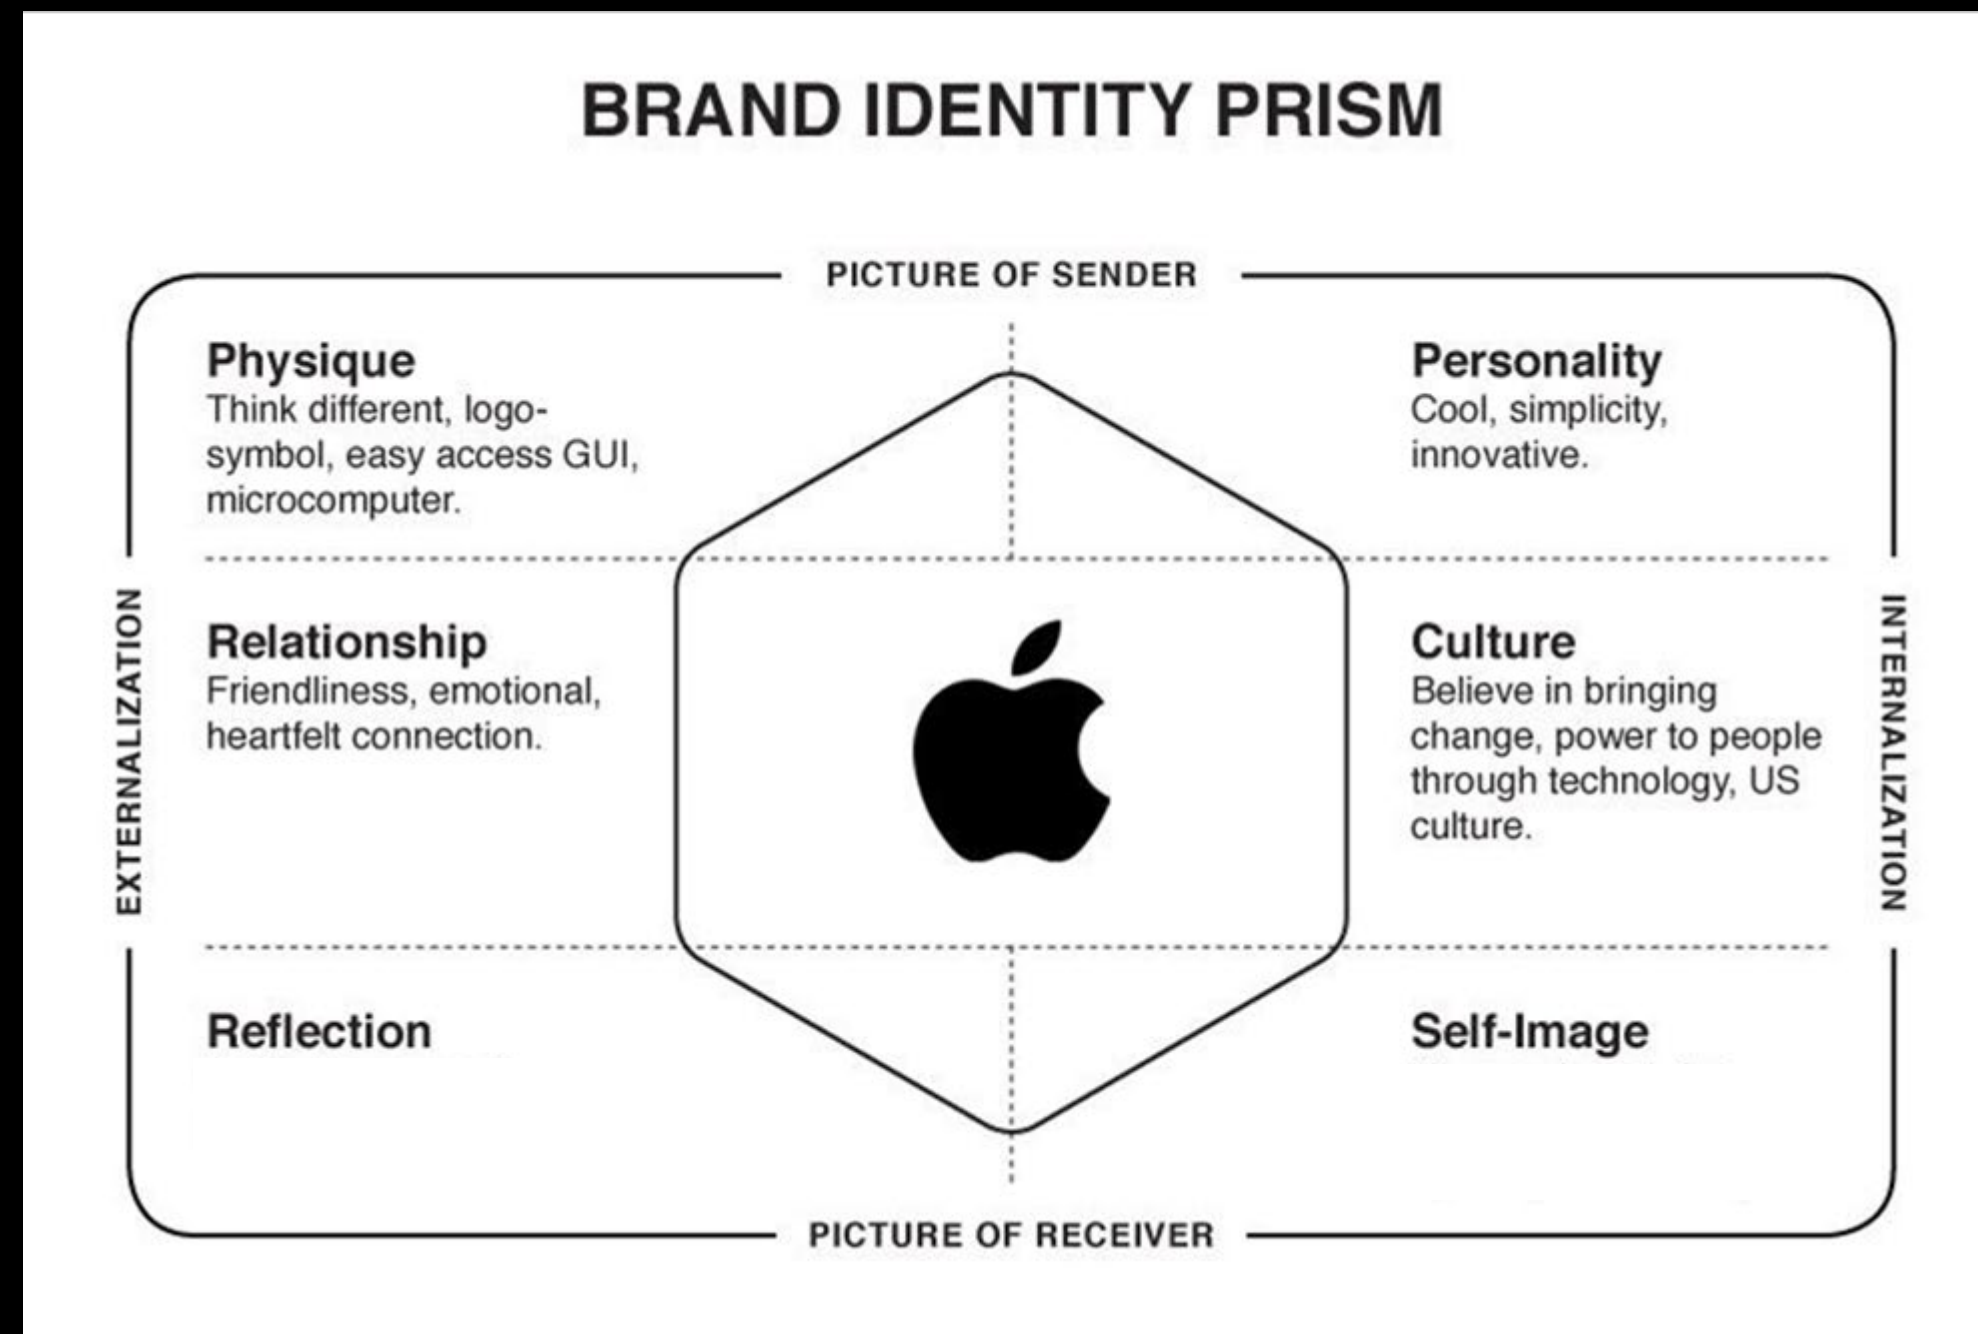 BRAND IDENTITY PRISM
PICTURE OF SENDER
Physique
Think different, logo-
symbol, easy access GUI,
microcomputer.
Personality
Cool, simplicity,
innovative.
EXTERNALIZATION
Relationship
Friendliness, emotional,
heartfelt connection.
Culture
Believe in bringing
change, power to people
through technology, US
culture.
INTERNALIZATION
Reflection
Self-Image
PICTURE OF RECEIVER